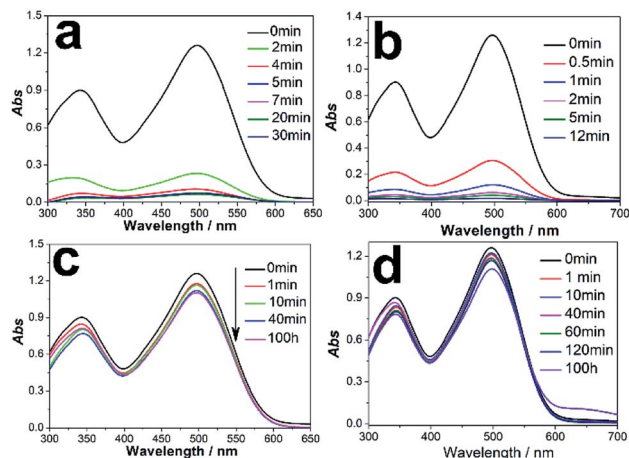 a
0min
2min
4min
5min
7min
20min
30min
Abs
1.5
1.2
0.9
0.6
0.3
0.0
300 350 400 450 500 550 600 650
Wavelength / nm
b
0min
0.5min
1min
2min
5min
12min
Abs
1.4
1.2
1.0
0.8
0.6
0.4
0.2
0.0
300 400 500 600 700
Wavelength / nm
c
0min
1min
10min
40min
100h
Abs
1.5
1.2
0.9
0.6
0.3
0.0
300 350 400 450 500 550 600 650
Wavelength / nm
d
0min
1 min
10min
40min
60min
120min
100h
Abs
1.2
0.9
0.6
0.3
0.0
300 400 500 600 700
Wavelength / nm